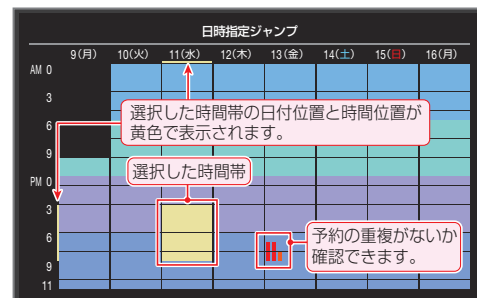 日時指定ジャンプ
9(月) 10(火) 11(水) 12(木) 13(金) 14(土) 15(日) 16(月)
AM 0
3
選択した時間帯の日付位置と時間位置が
黄色で表示されます。
6
9
選択した時間帯
PM 0
3
予約の重複がないか
確認できます。
6
9
11